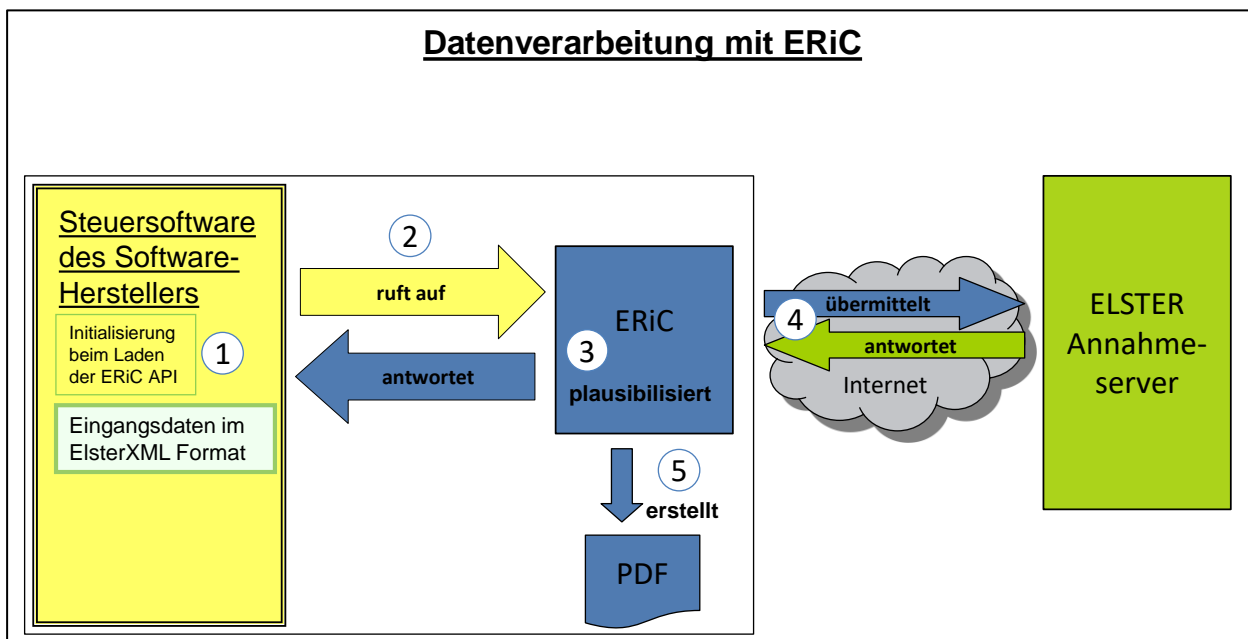 Datenverarbeitung mit ERiC
Steuersoftware
des Software-
Herstellers
Initialisierung
beim Laden
der ERiC API
1
Eingangsdaten im
ElsterXML Format
2
ruft auf
antwortet
ERiC
3
plausibilisiert
5
erstellt
PDF
übermittelt
4
antwortet
Internet
ELSTER
Annahme-
server